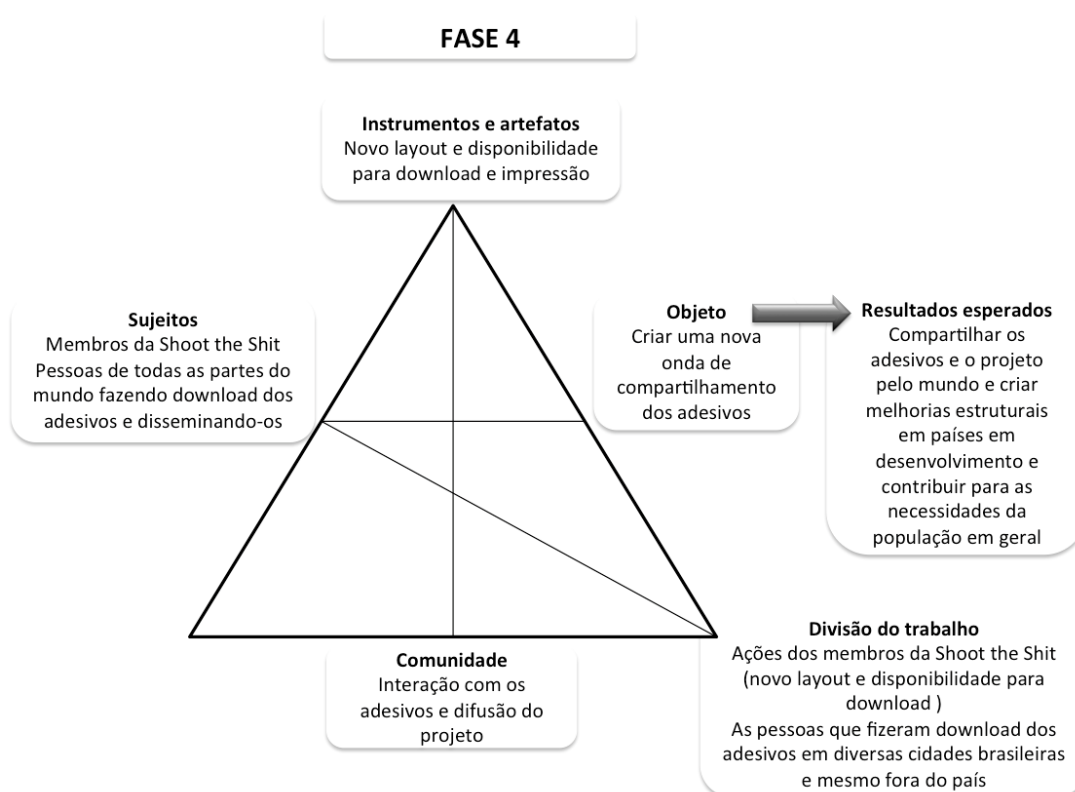 FASE 4
Instrumentos e artefatos
Novo layout e disponibilidade
para download e impressão
Sujeitos
Membros da Shoot the Shit
Pessoas de todas as partes do
mundo fazendo download dos
adesivos e disseminando-os
Objeto
Criar uma nova
onda de
compartilhamento
dos adesivos
Resultados esperados
Compartilhar os
adesivos e o projeto
pelo mundo e criar
melhorias estruturais
em países em
desenvolvimento e
contribuir para as
necessidades da
população em geral
Comunidade
Interação com os
adesivos e difusão do
projeto
Divisão do trabalho
Ações dos membros da Shoot the Shit
(novo layout e disponibilidade para
download )
As pessoas que fizeram download dos
adesivos em diversas cidades brasileiras
e mesmo fora do país